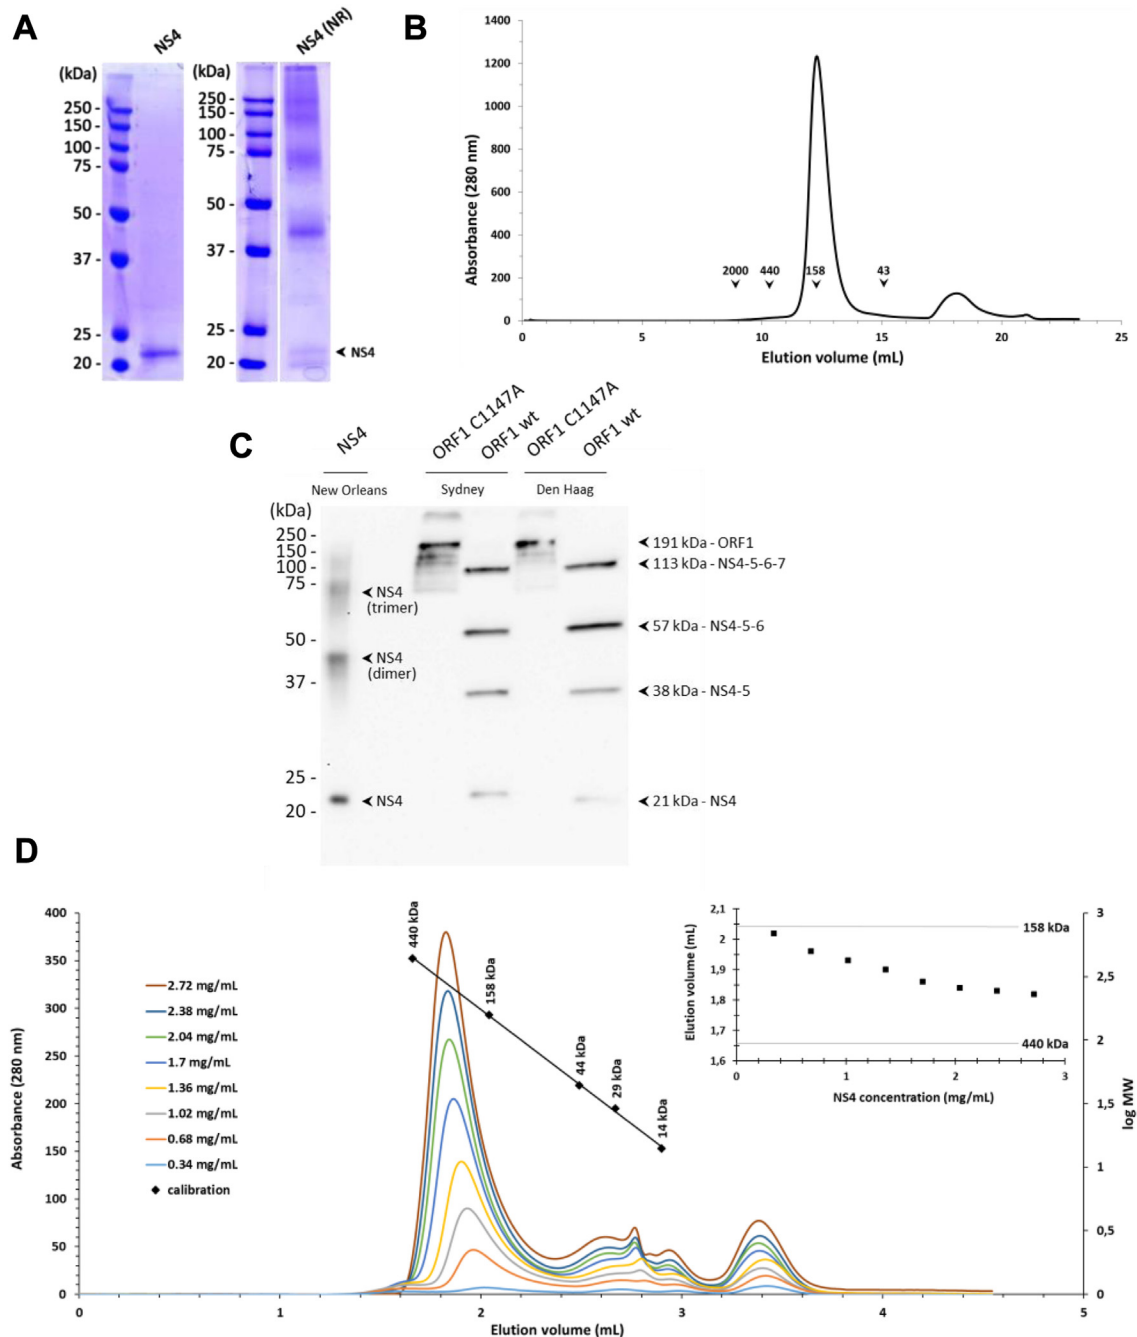 A
NS4
NS4 (NR)
(kDa)
250 -
150 -
100 -
75 -
50 -
37 -
25 -
20 -
(kDa)
250 -
150 -
100 -
75 -
50 -
37 -
25 -
20 -
NS4
B
Absorbance (280 nm)
1400
1200
1000
800
600
400
200
0
2000 440 158 43
0 5 10 15 20 25
Elution volume (mL)
C
NS4
ORF1 C1147A
ORF1 wt
ORF1 C1147A
ORF1 wt
New Orleans Sydney Den Haag
(kDa)
250 -
150 -
100 -
75 -
50 -
37 -
25 -
20 -
NS4
(trimer)
NS4
(dimer)
NS4
191 kDa - ORF1
113 kDa - NS4-5-6-7
57 kDa - NS4-5-6
38 kDa - NS4-5
21 kDa - NS4
D
Absorbance (280 nm)
400
350
300
250
200
150
100
50
0
2.72 mg/mL
2.38 mg/mL
2.04 mg/mL
1.7 mg/mL
1.36 mg/mL
1.02 mg/mL
0.68 mg/mL
0.34 mg/mL
calibration
440 kDa
158 kDa
44 kDa
29 kDa
14 kDa
0 1 2 3 4 5
Elution volume (mL)
3
2,5
2
1,5
1
0,5
0
log MW
Elution volume (mL)
2,1
2
1,9
1,8
1,7
1,6
158 kDa
440 kDa
0 1 2 3
NS4 concentration (mg/mL)